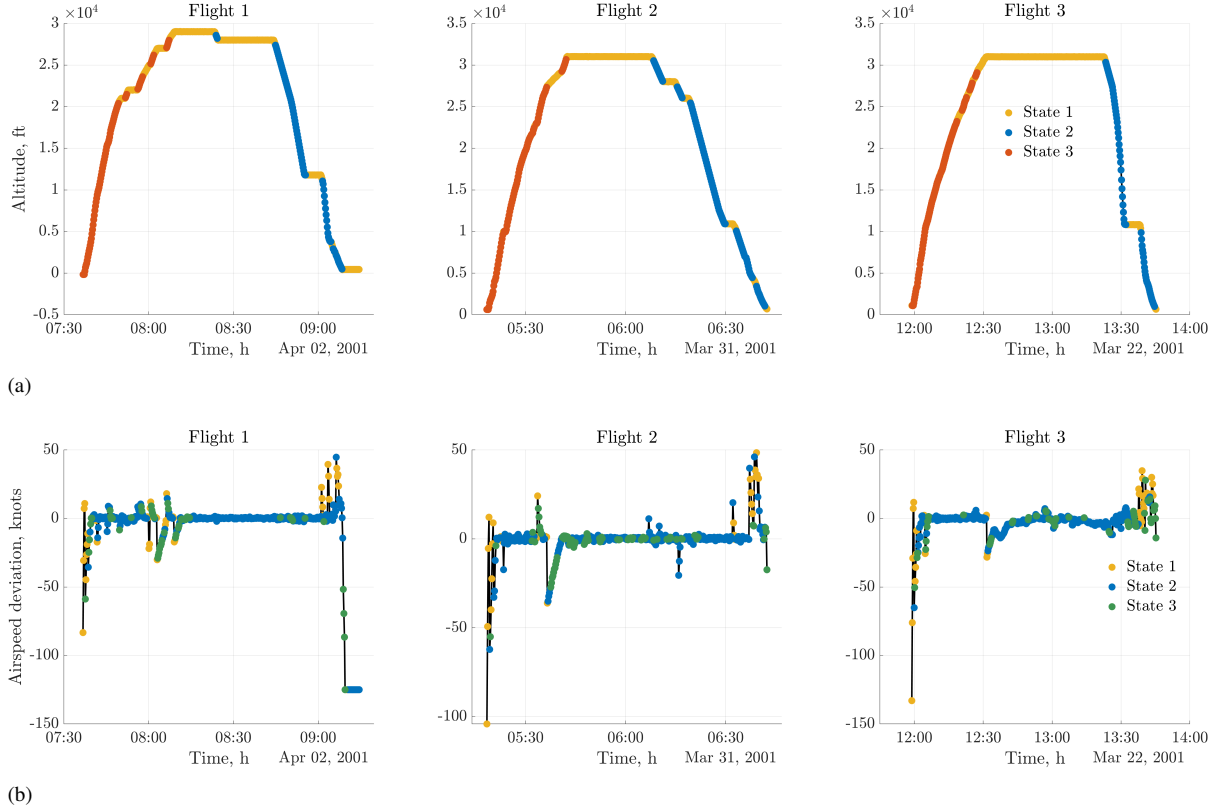 Flight 1
Flight 2
Flight 3
×10⁴
×10⁴
×10⁴
3
2.5
2
1.5
1
0.5
0
-0.5
3.5
3
2.5
2
1.5
1
0.5
0
3.5
3
2.5
2
1.5
1
0.5
0
Altitude, ft
State 1
State 2
State 3
07:30 08:00 08:30 09:00
05:30 06:00 06:30
12:00 12:30 13:00 13:30 14:00
Time, h Apr 02, 2001
Time, h Mar 31, 2001
Time, h Mar 22, 2001
(a)
Flight 1
Flight 2
Flight 3
50
0
-50
-100
-150
50
0
-50
-100
50
0
-50
-100
-150
Airspeed deviation, knots
State 1
State 2
State 3
07:30 08:00 08:30 09:00
05:30 06:00 06:30
12:00 12:30 13:00 13:30 14:00
Time, h Apr 02, 2001
Time, h Mar 31, 2001
Time, h Mar 22, 2001
(b)